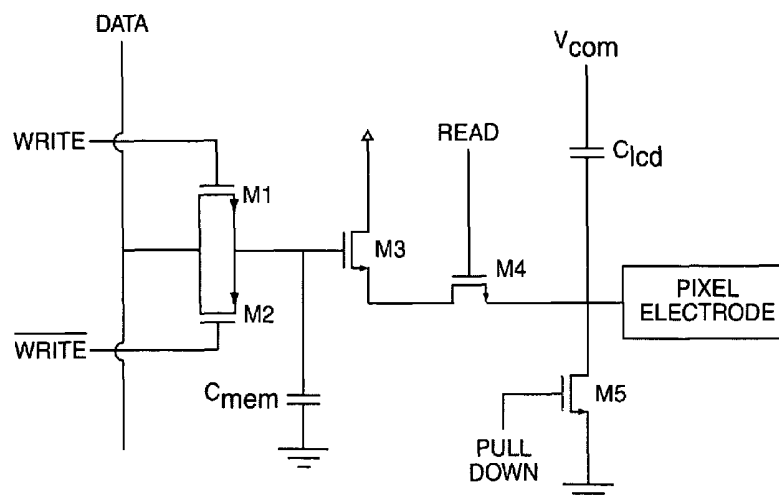 DATA
V_com
WRITE
READ
C_lcd
M1
M3
M4
PIXEL
ELECTRODE
M2
WRITE
C_mem
M5
PULL
DOWN